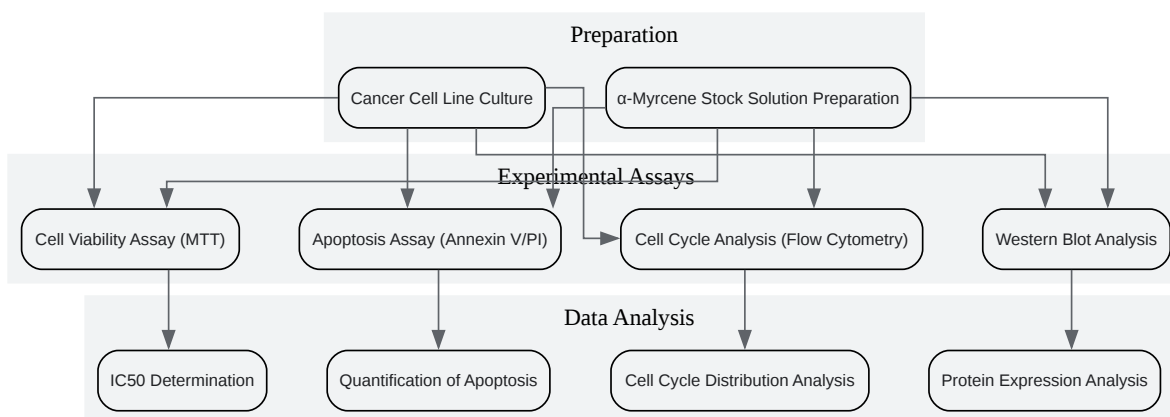 Preparation
Cancer Cell Line Culture
α-Myrcene Stock Solution Preparation
Experimental Assays
Cell Viability Assay (MTT)
Apoptosis Assay (Annexin V/PI)
Cell Cycle Analysis (Flow Cytometry)
Western Blot Analysis
Data Analysis
IC50 Determination
Quantification of Apoptosis
Cell Cycle Distribution Analysis
Protein Expression Analysis